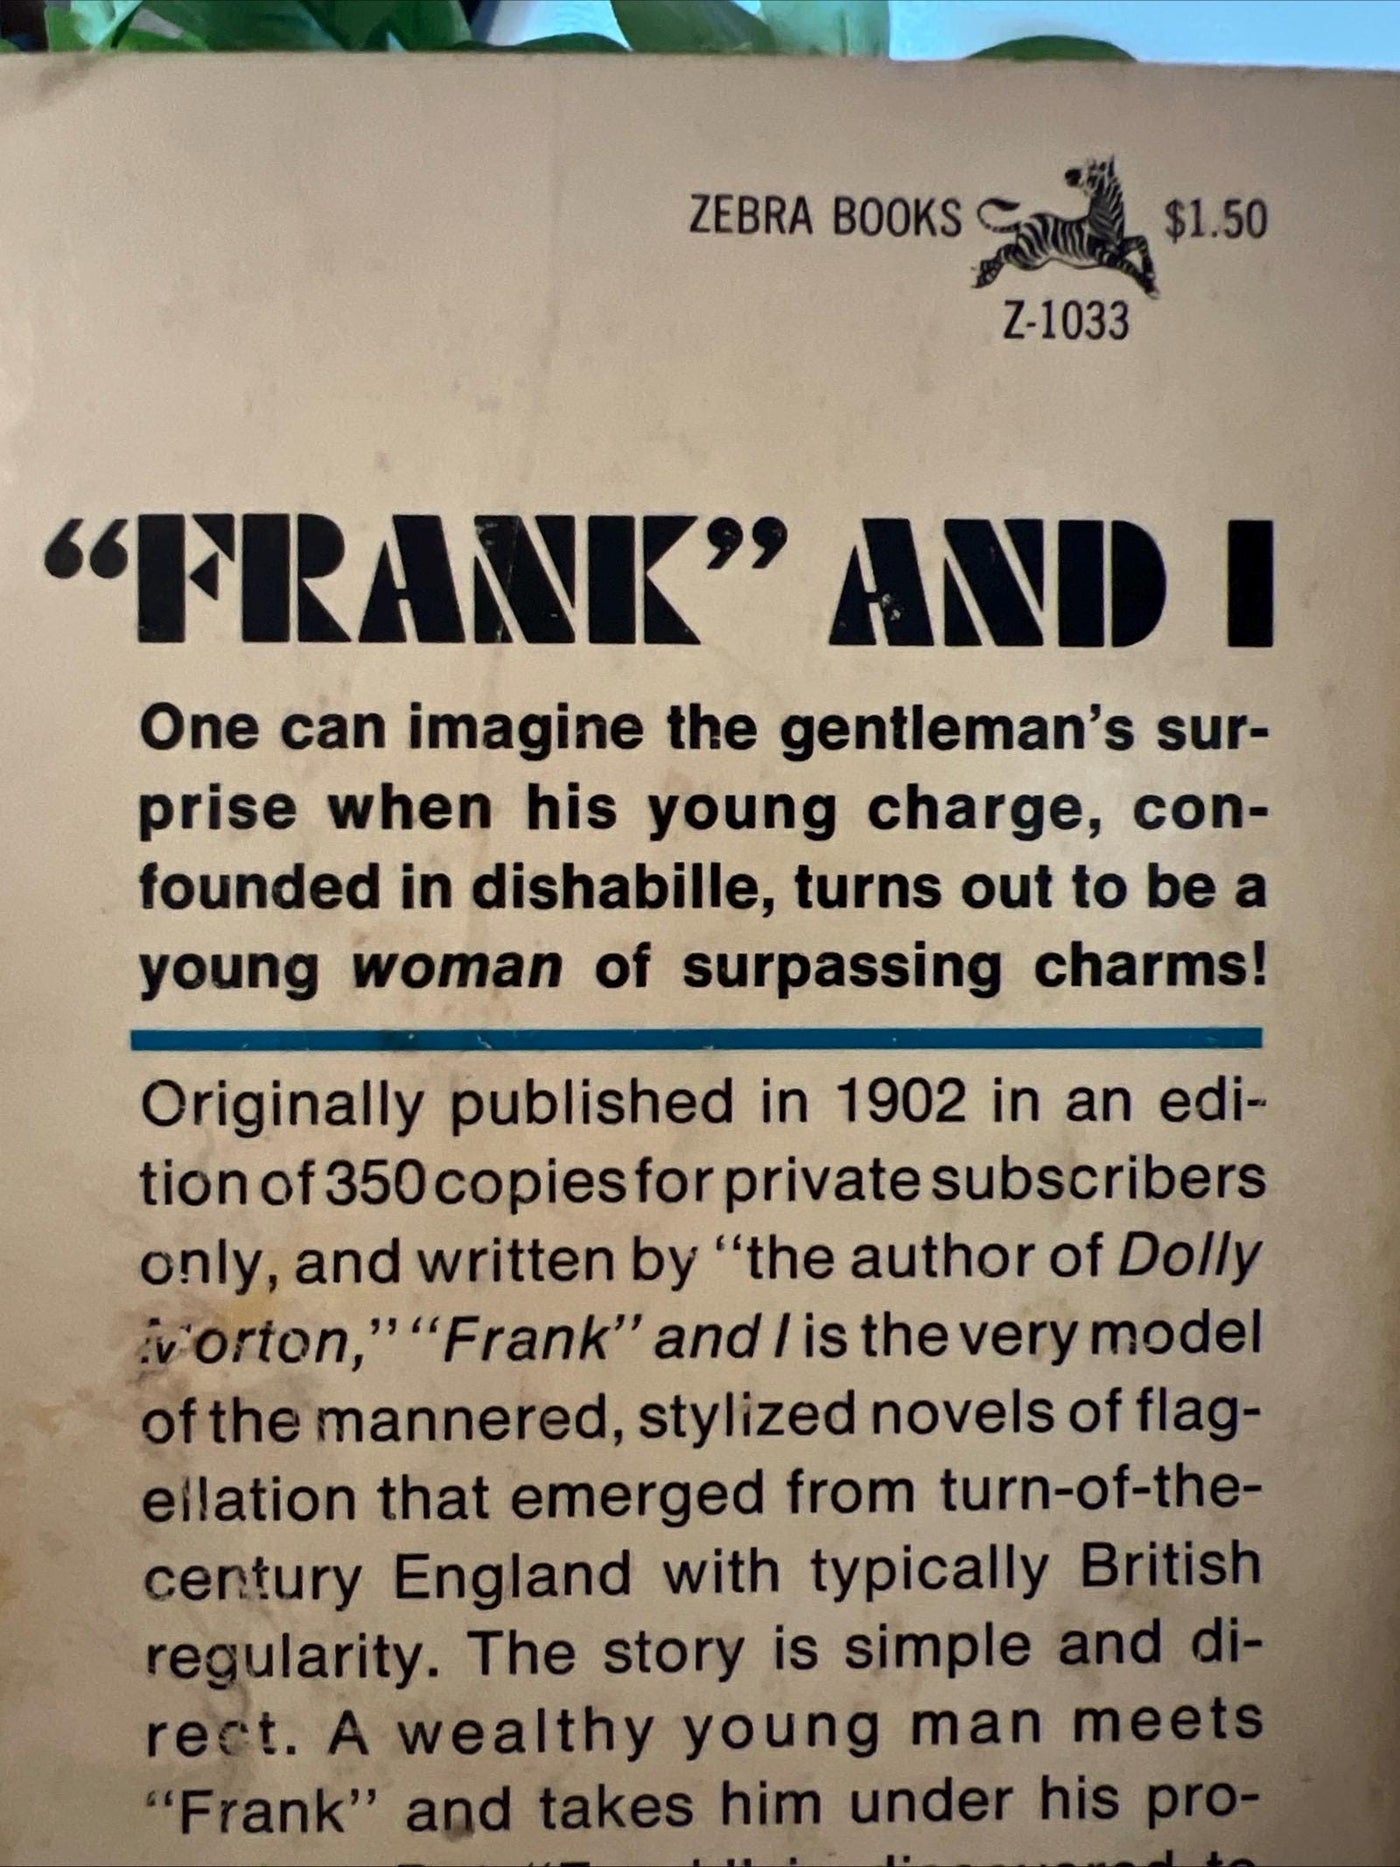 ZEBRA BOOKS $1.50
Z-1033
“FRANK” AND I
One can imagine the gentleman’s sur-
prise when his young charge, con-
founded in dishabille, turns out to be a
young woman of surpassing charms!
Originally published in 1902 in an edi-
tion of 350 copies for private subscribers
only, and written by “the author of Dolly
Morton,” “Frank” and I is the very model
of the mannered, stylized novels of flag-
ellation that emerged from turn-of-the-
century England with typically British
regularity. The story is simple and di-
rect. A wealthy young man meets
“Frank” and takes him under his pro-